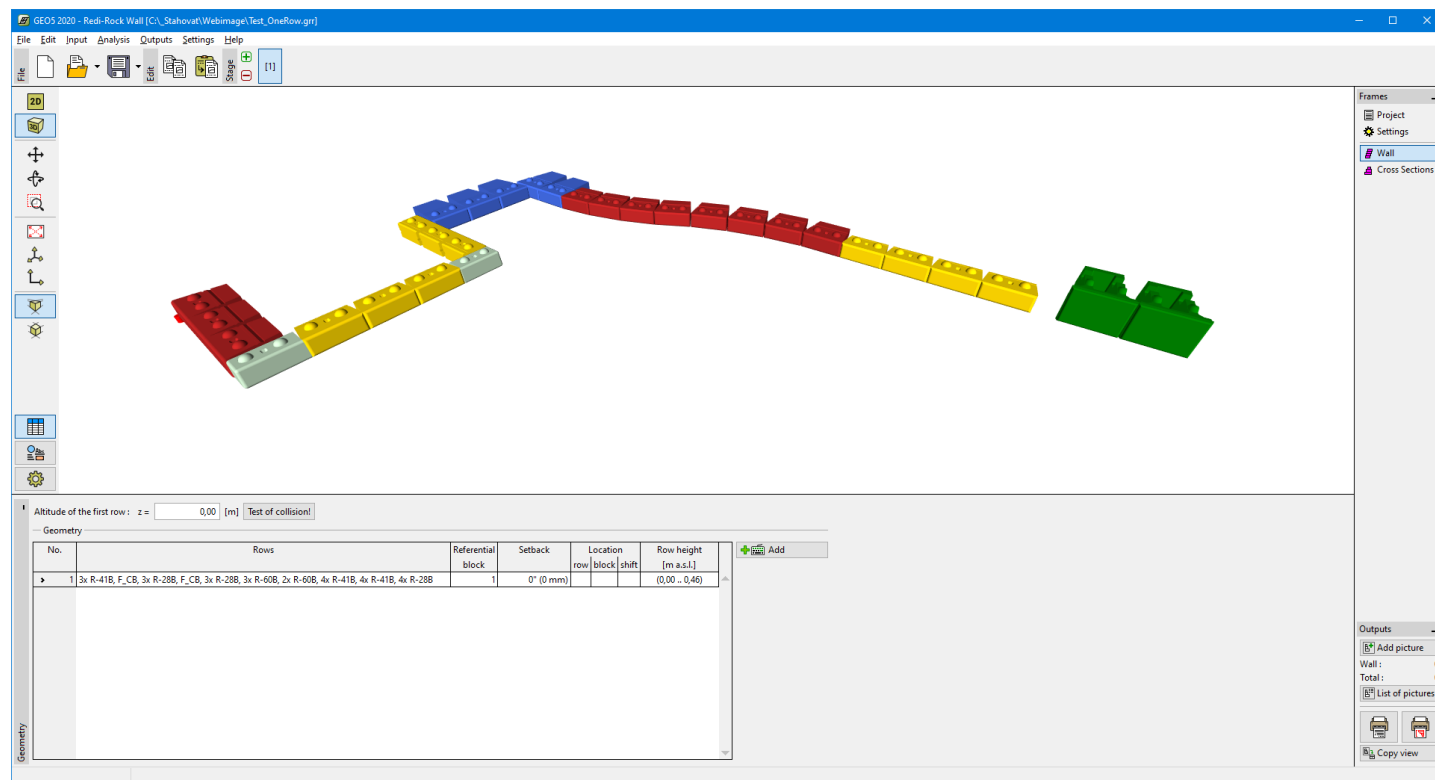 GEO5 2020 - Redi-Rock Wall [C:\_Stahovat\Webimage\Test_OneRow.grr]
File Edit Input Analysis Outputs Settings Help
File
Edit
Stage
[1]
2D
3D
Frames
Project
Settings
Wall
Cross Sections
Altitude of the first row : z = 0,00 [m] Test of collision!
Geometry
No. Rows Referential block Setback Location row block shift Row height [m a.s.l.]
1 3x R-41B, F_CB, 3x R-28B, F_CB, 3x R-28B, 3x R-60B, 2x R-60B, 4x R-41B, 4x R-41B, 4x R-28B 1 0° (0 mm) (0,00 .. 0,46)
Add
Geometry
Outputs
Add picture
Wall :
Total :
List of pictures
Copy view